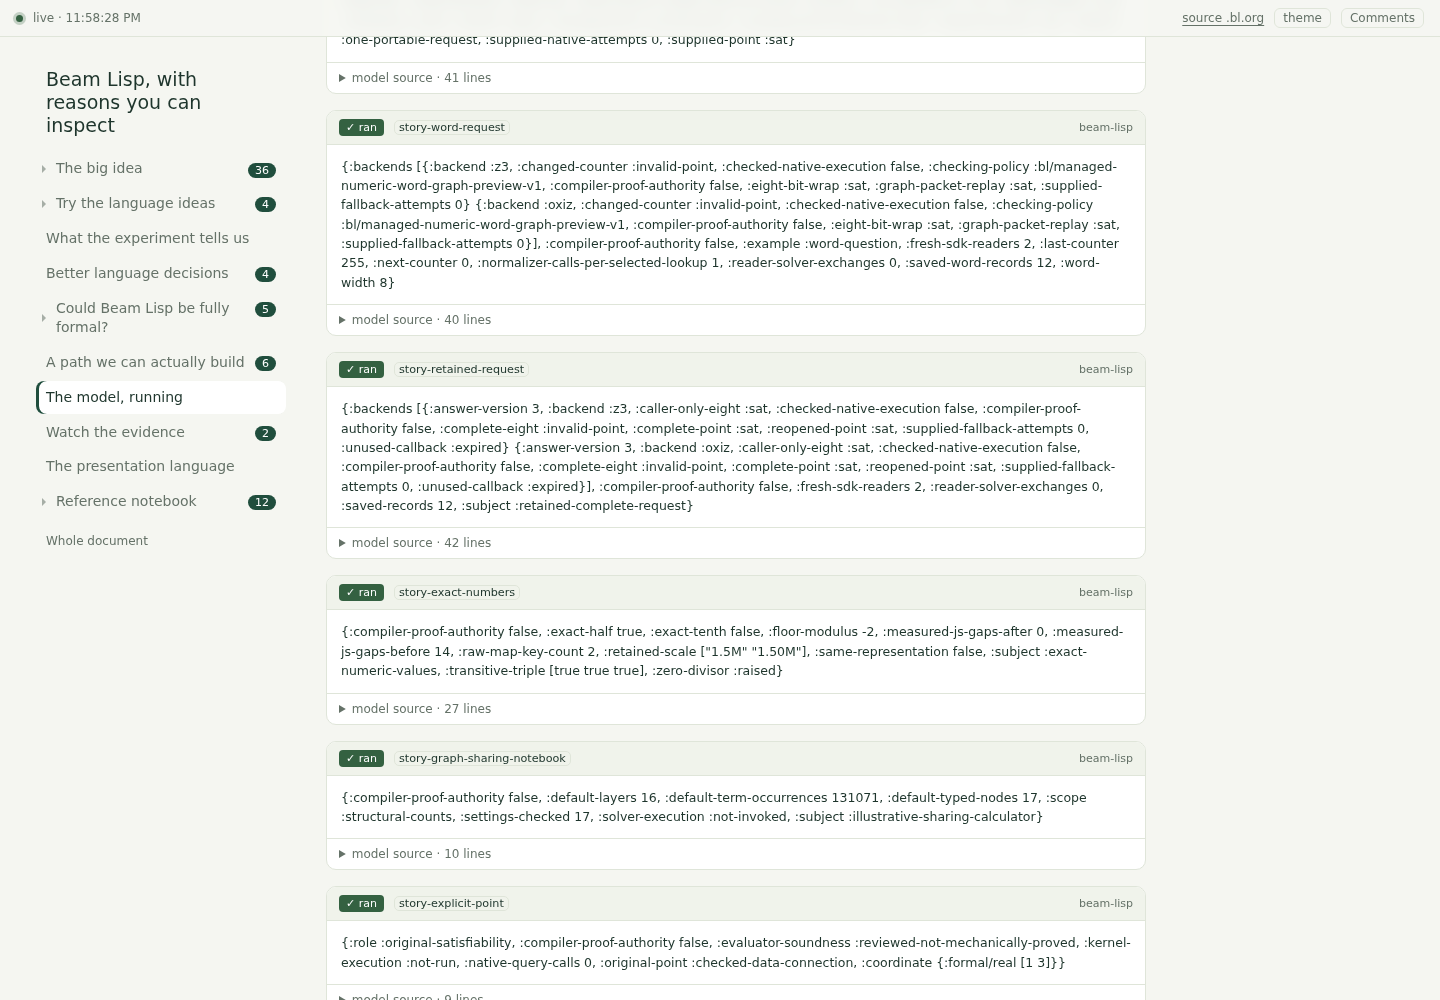 live · 11:58:28 PM
source .bl.org
theme
Comments
Beam Lisp, with
reasons you can
inspect
The big idea
36
Try the language ideas
4
What the experiment tells us
Better language decisions
4
Could Beam Lisp be fully
formal?
5
A path we can actually build
6
The model, running
Watch the evidence
2
The presentation language
Reference notebook
12
Whole document
:one-portable-request, :supplied-native-attempts 0, :supplied-point :sat}
model source · 41 lines
✓ ran
story-word-request
beam-lisp
{:backends [{:backend :z3, :changed-counter :invalid-point, :checked-native-execution false, :checking-policy :bl/managed-
numeric-word-graph-preview-v1, :compiler-proof-authority false, :eight-bit-wrap :sat, :graph-packet-replay :sat, :supplied-
fallback-attempts 0} {:backend :oxiz, :changed-counter :invalid-point, :checked-native-execution false, :checking-policy
:bl/managed-numeric-word-graph-preview-v1, :compiler-proof-authority false, :eight-bit-wrap :sat, :graph-packet-replay :sat,
:supplied-fallback-attempts 0}], :compiler-proof-authority false, :example :word-question, :fresh-sdk-readers 2, :last-counter
255, :next-counter 0, :normalizer-calls-per-selected-lookup 1, :reader-solver-exchanges 0, :saved-word-records 12, :word-
width 8}
model source · 40 lines
✓ ran
story-retained-request
beam-lisp
{:backends [{:answer-version 3, :backend :z3, :caller-only-eight :sat, :checked-native-execution false, :compiler-proof-
authority false, :complete-eight :invalid-point, :complete-point :sat, :reopened-point :sat, :supplied-fallback-attempts 0,
:unused-callback :expired} {:answer-version 3, :backend :oxiz, :caller-only-eight :sat, :checked-native-execution false,
:compiler-proof-authority false, :complete-eight :invalid-point, :complete-point :sat, :reopened-point :sat, :supplied-fallback-
attempts 0, :unused-callback :expired}], :compiler-proof-authority false, :fresh-sdk-readers 2, :reader-solver-exchanges 0,
:saved-records 12, :subject :retained-complete-request}
model source · 42 lines
✓ ran
story-exact-numbers
beam-lisp
{:compiler-proof-authority false, :exact-half true, :exact-tenth false, :floor-modulus -2, :measured-js-gaps-after 0, :measured-
js-gaps-before 14, :raw-map-key-count 2, :retained-scale ["1.5M" "1.50M"], :same-representation false, :subject :exact-
numeric-values, :transitive-triple [true true true], :zero-divisor :raised}
model source · 27 lines
✓ ran
story-graph-sharing-notebook
beam-lisp
{:compiler-proof-authority false, :default-layers 16, :default-term-occurrences 131071, :default-typed-nodes 17, :scope
:structural-counts, :settings-checked 17, :solver-execution :not-invoked, :subject :illustrative-sharing-calculator}
model source · 10 lines
✓ ran
story-explicit-point
beam-lisp
{:role :original-satisfiability, :compiler-proof-authority false, :evaluator-soundness :reviewed-not-mechanically-proved, :kernel-
execution :not-run, :native-query-calls 0, :original-point :checked-data-connection, :coordinate {:formal/real [1 3]}}
model source · 9 lines